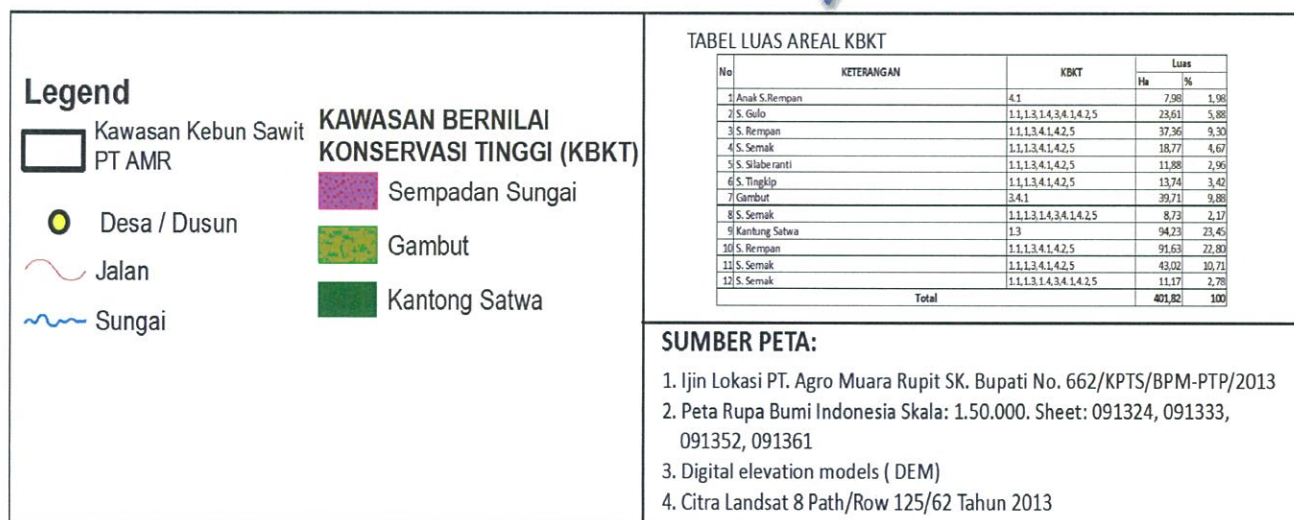 Legend
Kawasan Kebun Sawit
PT AMR
Desa / Dusun
Jalan
Sungai
KAWASAN BERNILAI
KONSERVASI TINGGI (KBKT)
Sempadan Sungai
Gambut
Kantong Satwa
TABEL LUAS AREAL KBKT
No KETERANGAN KBKT Luas
Ha %
1 Anak S.Rempan 4.1 7,98 1,98
2 S. Gulo 1.1,1.3,1.4,3,4.1,4.2,5 23,61 5,88
3 S. Rempan 1.1,1.3,4.1,4.2,5 37,36 9,30
4 S. Semak 1.1,1.3,4.1,4.2,5 18,77 4,67
5 S. Silaberanti 1.1,1.3,4.1,4.2,5 11,88 2,96
6 S. Tingkip 1.1,1.3,4.1,4.2,5 13,74 3,42
7 Gambut 3.4.1 39,71 9,88
8 S. Semak 1.1,1.3,1.4,3,4.1,4.2,5 8,73 2,17
9 Kantung Satwa 1.3 94,23 23,45
10 S. Rempan 1.1,1.3,4.1,4.2,5 91,63 22,80
11 S. Semak 1.1,1.3,4.1,4.2,5 43,02 10,71
12 S. Semak 1.1,1.3,1.4,3,4.1,4.2,5 11,17 2,78
Total 401,82 100
SUMBER PETA:
1. Ijin Lokasi PT. Agro Muara Rupit SK. Bupati No. 662/KPTS/BPM-PTP/2013
2. Peta Rupa Bumi Indonesia Skala: 1.50.000. Sheet: 091324, 091333,
091352, 091361
3. Digital elevation models ( DEM)
4. Citra Landsat 8 Path/Row 125/62 Tahun 2013